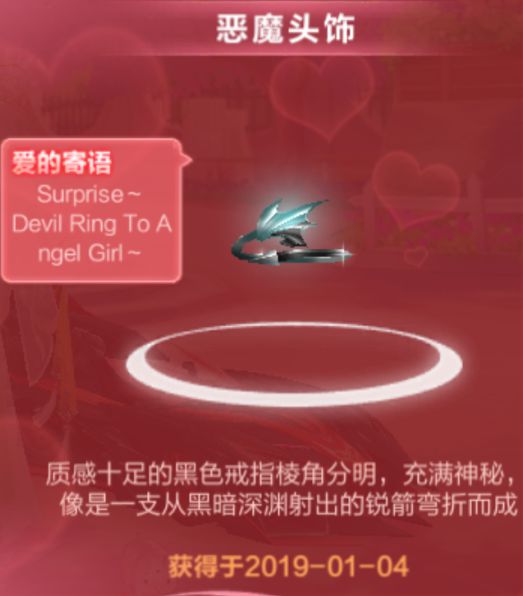 恶魔头饰
爱的寄语
Surprise~
Devil Ring To A
ngel Girl~
质感十足的黑色戒指棱角分明，充满神秘，
像是一支从黑暗深渊射出的锐箭弯折而成
获得于2019-01-04